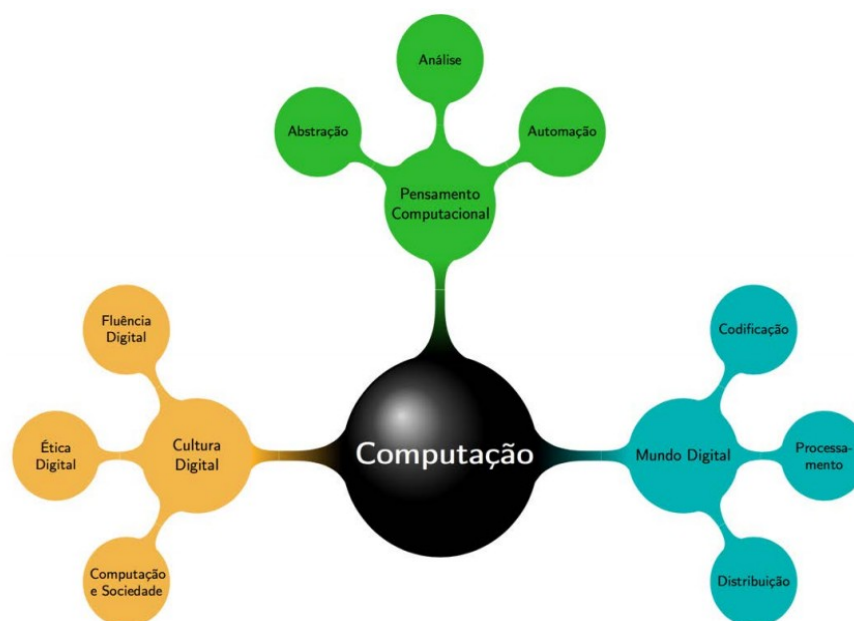 Análise
Abstração
Automação
Pensamento
Computacional
Fluência
Digital
Codificação
Ética
Digital
Cultura
Digital
Computação
Mundo Digital
Processa-
mento
Computação
e Sociedade
Distribuição